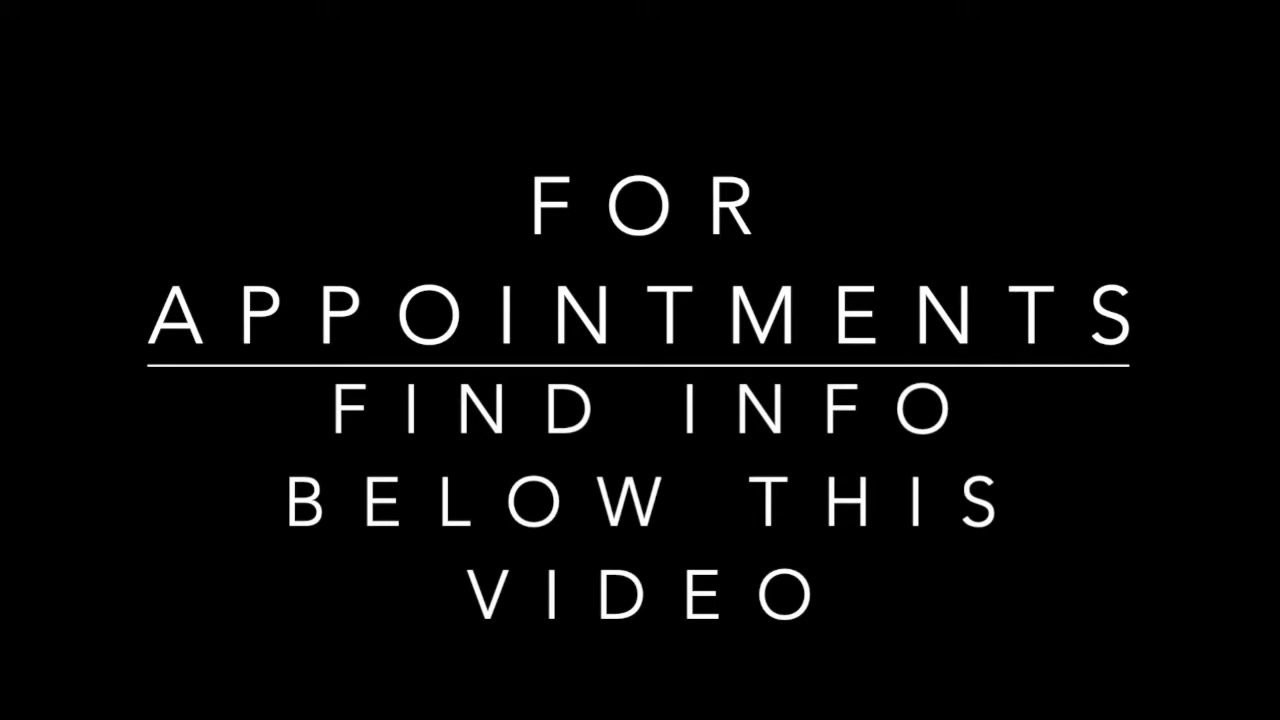 FOR
APPOINTMENTS
FIND INFO
BELOW THIS
VIDEO